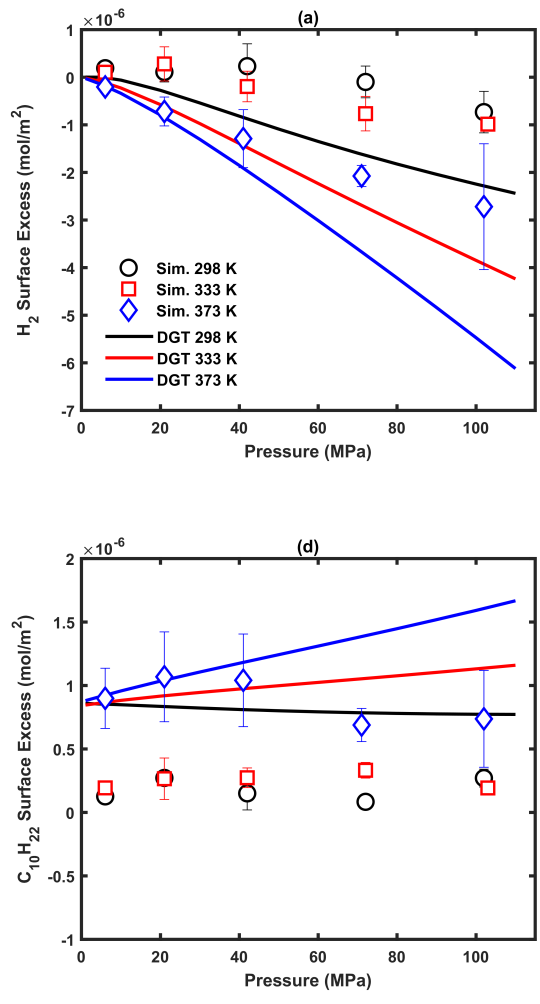 (a)
×10⁻⁶
1
0
-1
-2
-3
-4
-5
-6
-7
H₂ Surface Excess (mol/m²)
Sim. 298 K
Sim. 333 K
Sim. 373 K
DGT 298 K
DGT 333 K
DGT 373 K
0 20 40 60 80 100
Pressure (MPa)
(d)
×10⁻⁶
2
1.5
1
0.5
0
-0.5
-1
C₁₀H₂₂ Surface Excess (mol/m²)
0 20 40 60 80 100
Pressure (MPa)